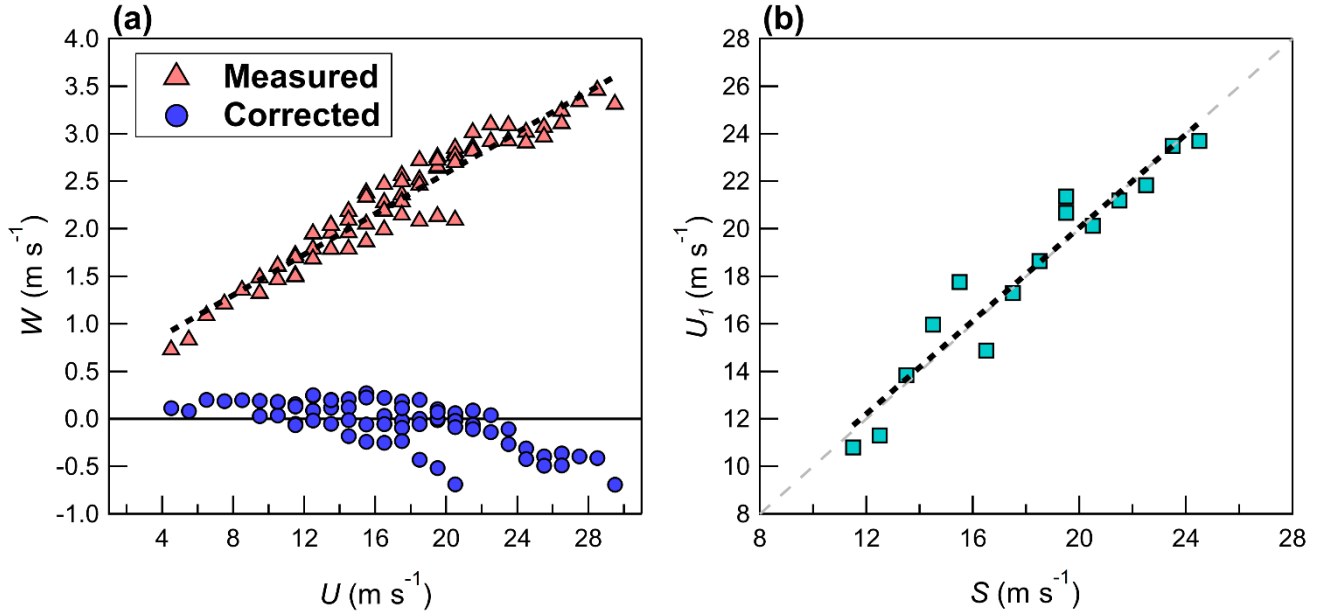 (a)
4.0
3.5
3.0
2.5
2.0
1.5
1.0
0.5
0.0
-0.5
-1.0
W (m s⁻¹)
Measured
Corrected
4 8 12 16 20 24 28
U (m s⁻¹)
(b)
28
26
24
22
20
18
16
14
12
10
8
U₁ (m s⁻¹)
8 12 16 20 24 28
S (m s⁻¹)